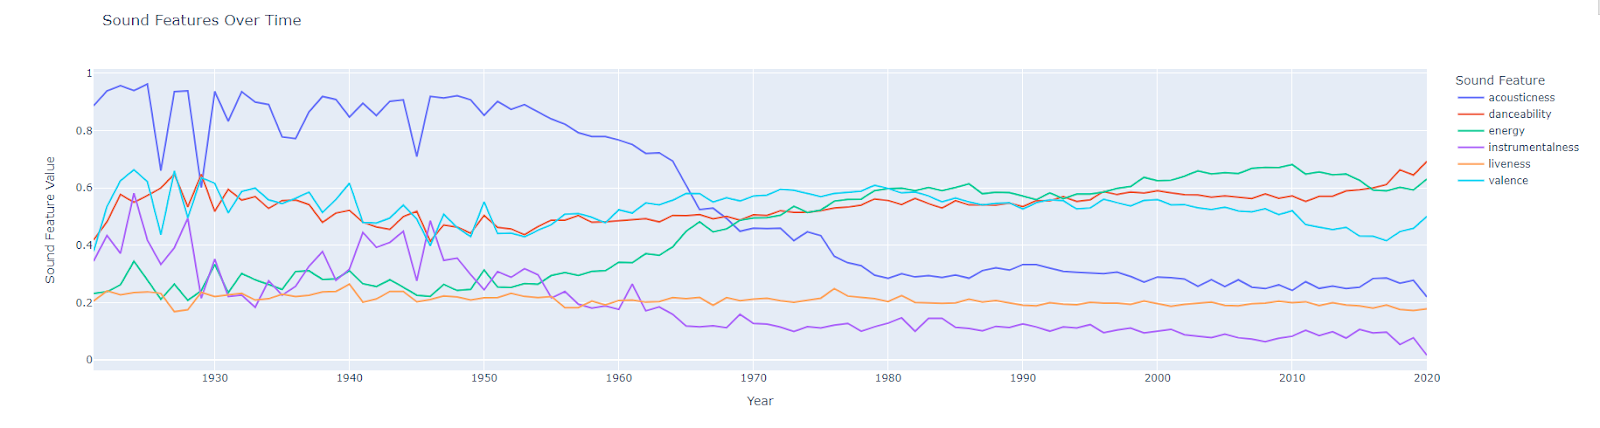 Sound Features Over Time
Sound Feature Value
1
0.8
0.6
0.4
0.2
0
1930 1940 1950 1960 1970 1980 1990 2000 2010 2020
Year
Sound Feature
acousticness
danceability
energy
instrumentalness
liveness
valence